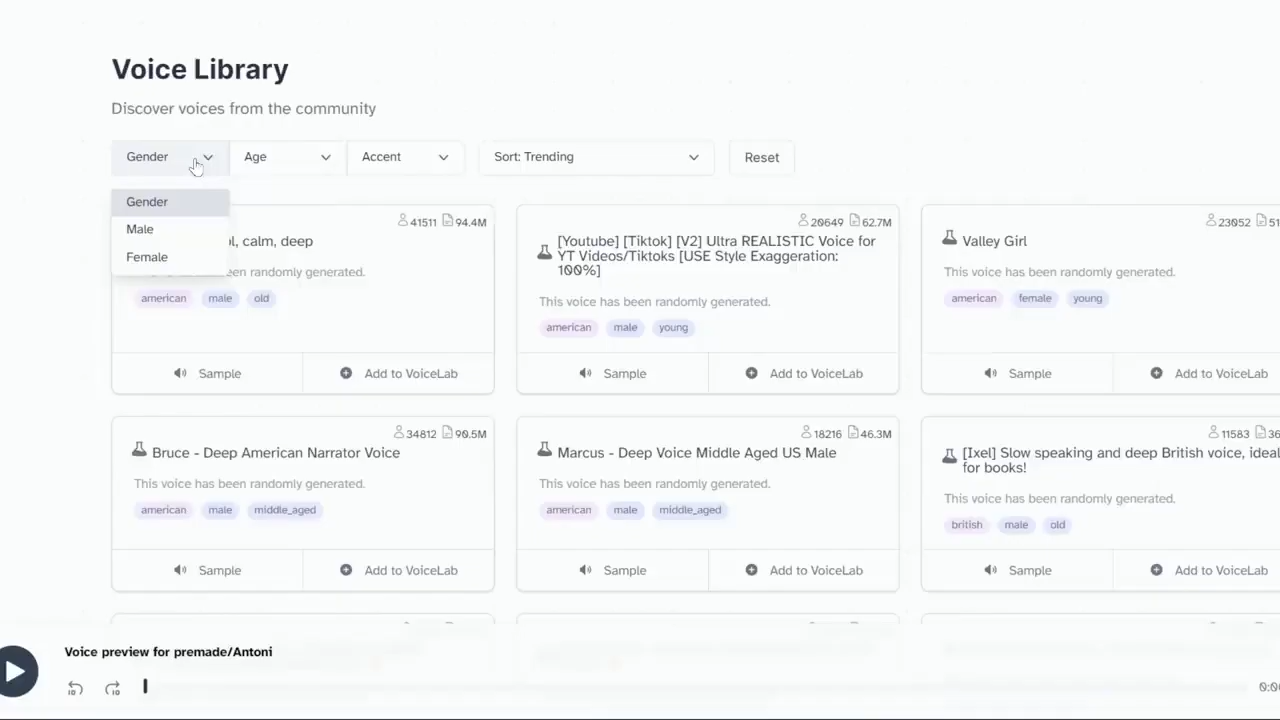 Voice Library
Discover voices from the community
Gender
Age
Accent
Sort: Trending
Reset
Gender
Male
Female
41511 94.4M
calm, deep
randomly generated.
american male old
Sample
Add to VoiceLab
20649 62.7M
[Youtube] [Tiktok] [V2] Ultra REALISTIC Voice for
YT Videos/Tiktoks [USE Style Exaggeration:
100%]
This voice has been randomly generated.
american male young
Sample
Add to VoiceLab
23052 51
Valley Girl
This voice has been randomly generated.
american female young
Sample
Add to VoiceLab
34812 90.5M
Bruce - Deep American Narrator Voice
This voice has been randomly generated.
american male middle_aged
Sample
Add to VoiceLab
18216 46.3M
Marcus - Deep Voice Middle Aged US Male
This voice has been randomly generated.
american male middle_aged
Sample
Add to VoiceLab
11583 36
[Ixel] Slow speaking and deep British voice, ideal
for books!
This voice has been randomly generated.
british male old
Sample
Add to VoiceLab
Voice preview for premade/Antoni
10
10